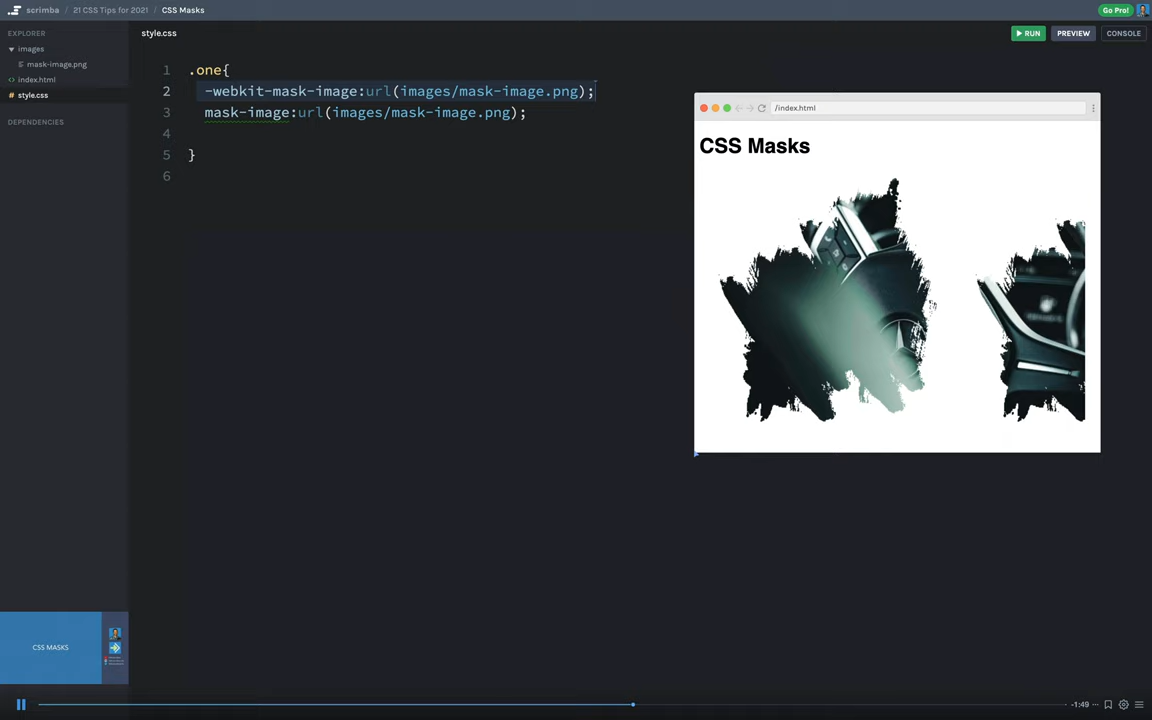 scrimba / 21 CSS Tips for 2021 / CSS Masks
Go Pro!
EXPLORER
images
mask-image.png
index.html
style.css
DEPENDENCIES
style.css
RUN
PREVIEW
CONSOLE
1 .one{
2 -webkit-mask-image:url(images/mask-image.png);
3 mask-image:url(images/mask-image.png);
4
5 }
6
/index.html
CSS Masks
CSS MASKS
-1:49